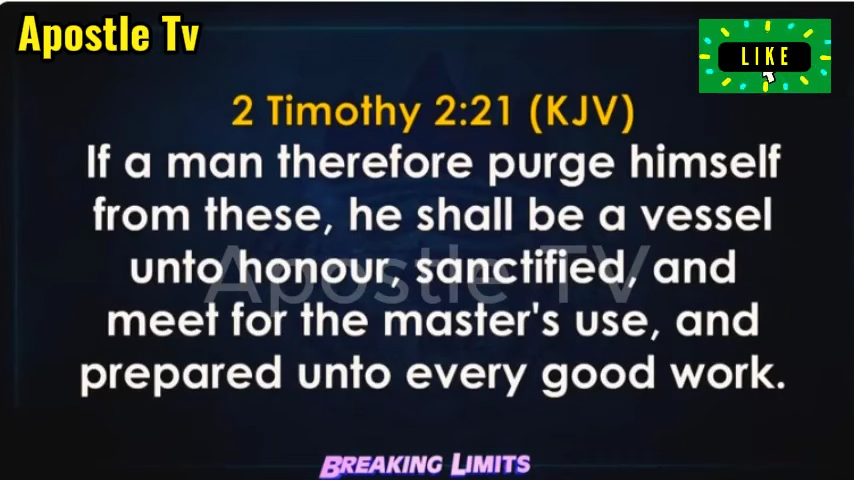 Apostle Tv
LIKE
2 Timothy 2:21 (KJV)
If a man therefore purge himself
from these, he shall be a vessel
unto honour, sanctified, and
Apostle TV
meet for the master's use, and
prepared unto every good work.
BREAKING LIMITS